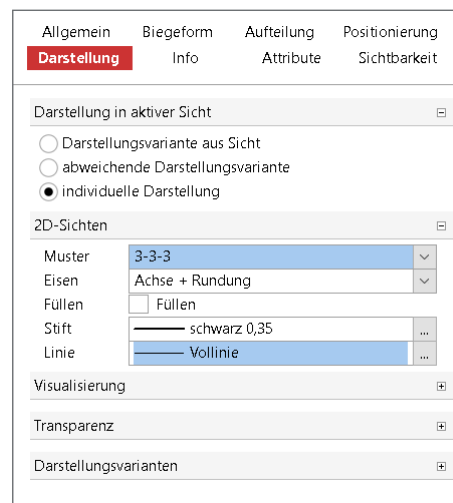 Allgemein Biegeform Aufteilung Positionierung
Darstellung Info Attribute Sichtbarkeit
Darstellung in aktiver Sicht
Darstellungsvariante aus Sicht
abweichende Darstellungsvariante
individuelle Darstellung
2D-Sichten
Muster 3-3-3
Eisen Achse + Rundung
Füllen Füllen
Stift schwarz 0,35 ...
Linie Vollinie ...
Visualisierung
Transparenz
Darstellungsvarianten